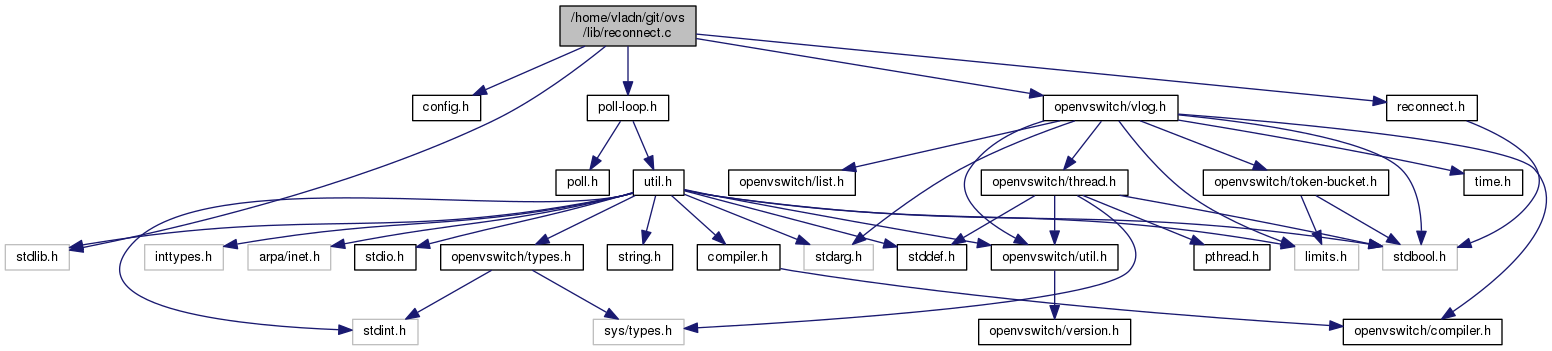 /home/vladn/git/ovs
/lib/reconnect.c
config.h
poll-loop.h
openvswitch/vlog.h
reconnect.h
poll.h
util.h
openvswitch/list.h
openvswitch/thread.h
openvswitch/token-bucket.h
time.h
stdlib.h
inttypes.h
arpa/inet.h
stdio.h
openvswitch/types.h
string.h
compiler.h
stdarg.h
stddef.h
openvswitch/util.h
pthread.h
limits.h
stdbool.h
stdint.h
sys/types.h
openvswitch/version.h
openvswitch/compiler.h